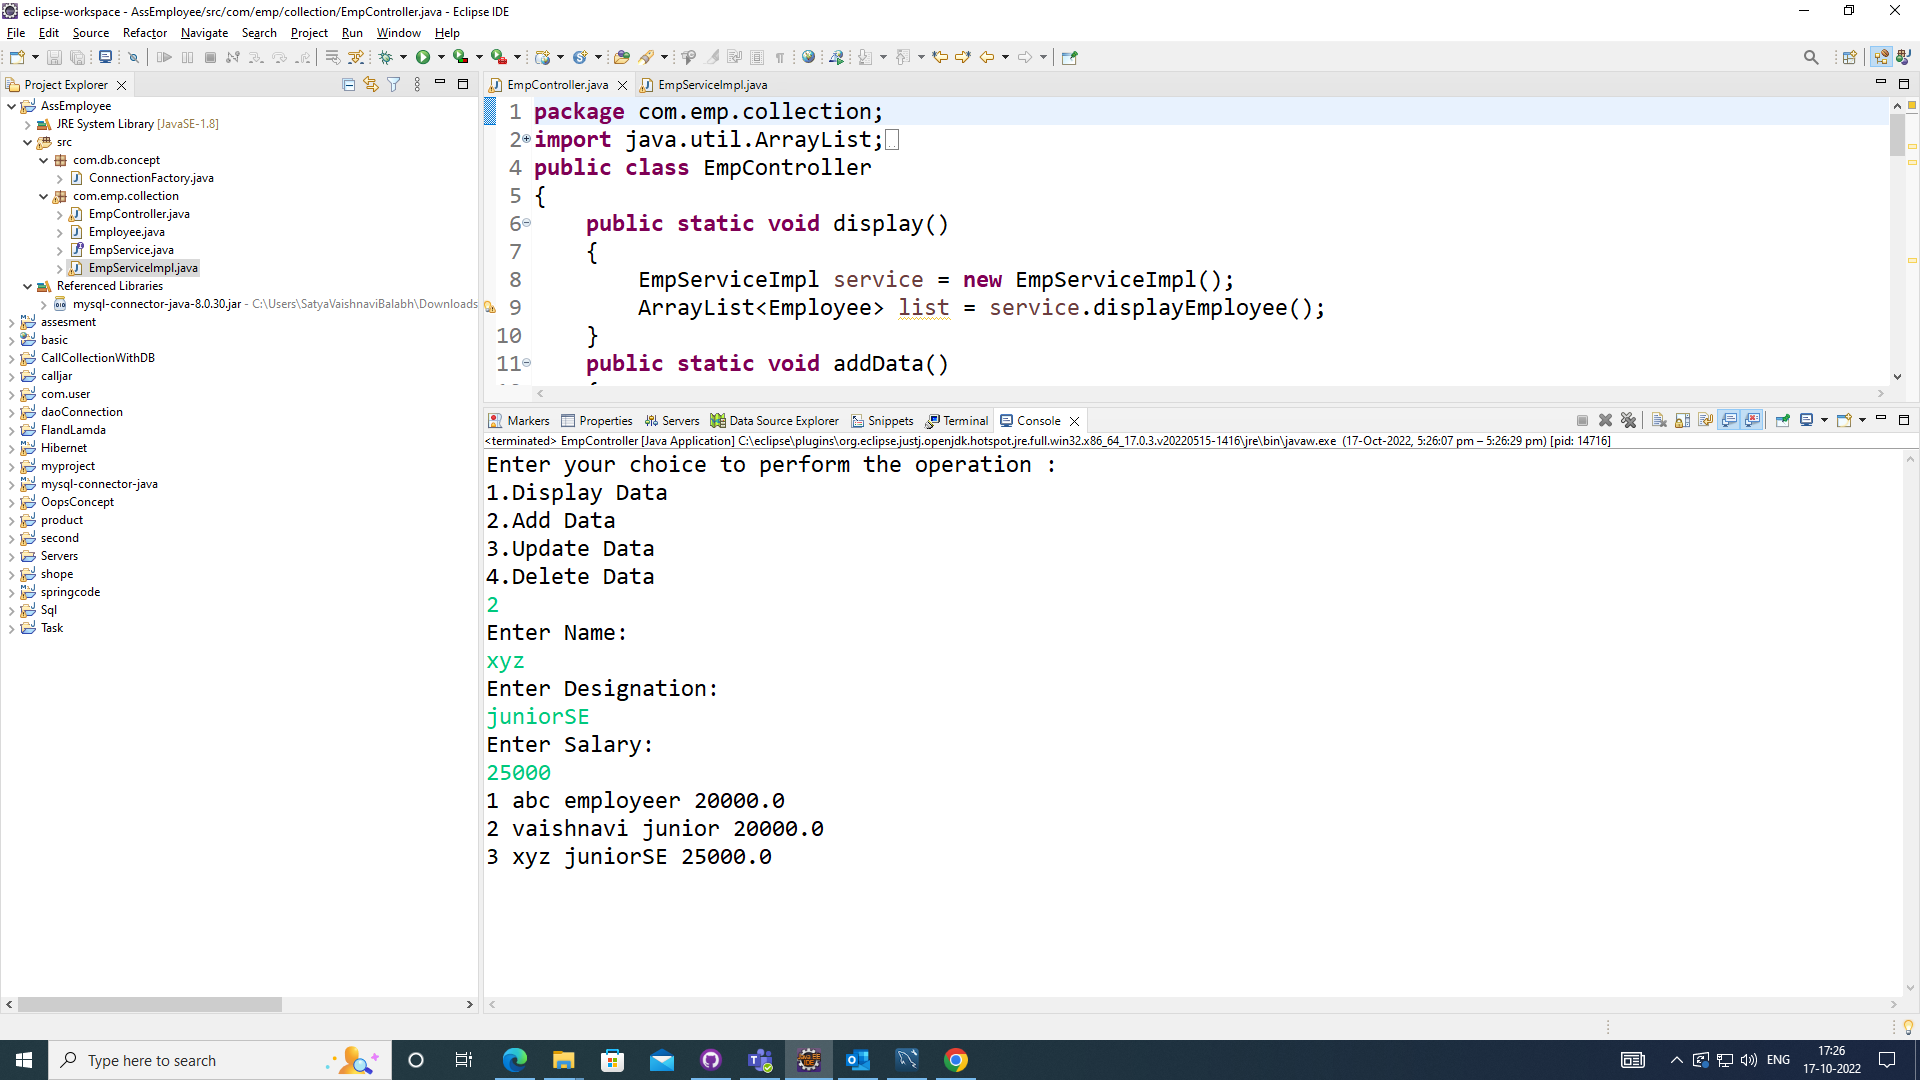 eclipse-workspace - AssEmployee/src/com/emp/collection/EmpController.java - Eclipse IDE
File Edit Source Refactor Navigate Search Project Run Window Help
Project Explorer
AssEmployee
JRE System Library [JavaSE-1.8]
src
com.db.concept
ConnectionFactory.java
com.emp.collection
EmpController.java
Employee.java
EmpService.java
EmpServiceImpl.java
Referenced Libraries
mysql-connector-java-8.0.30.jar - C:\Users\SatyaVaishnaviBalabh\Downloads
assesment
basic
CallCollectionWithDB
calljar
com.user
daoConnection
FlandLamda
Hibernet
myproject
mysql-connector-java
OopsConcept
product
second
Servers
shope
springcode
Sql
Task
EmpController.java EmpServiceImpl.java
1 package com.emp.collection;
2 import java.util.ArrayList;
4 public class EmpController
5 {
6 public static void display()
7 {
8 EmpServiceImpl service = new EmpServiceImpl();
9 ArrayList<Employee> list = service.displayEmployee();
10 }
11 public static void addData()
Markers Properties Servers Data Source Explorer Snippets Terminal Console
<terminated> EmpController [Java Application] C:\eclipse\plugins\org.eclipse.justj.openjdk.hotspot.jre.full.win32.x86_64_17.0.3.v20220515-1416\jre\bin\javaw.exe (17-Oct-2022, 5:26:07 pm – 5:26:29 pm) [pid: 14716]
Enter your choice to perform the operation :
1.Display Data
2.Add Data
3.Update Data
4.Delete Data
2
Enter Name:
xyz
Enter Designation:
juniorSE
Enter Salary:
25000
1 abc employeer 20000.0
2 vaishnavi junior 20000.0
3 xyz juniorSE 25000.0
Type here to search
ENG
17:26
17-10-2022